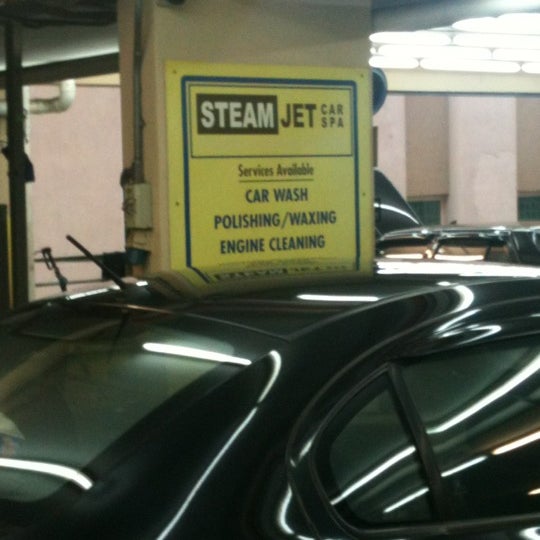 STEAM JET CAR SPA
Services Available
CAR WASH
POLISHING/WAXING
ENGINE CLEANING